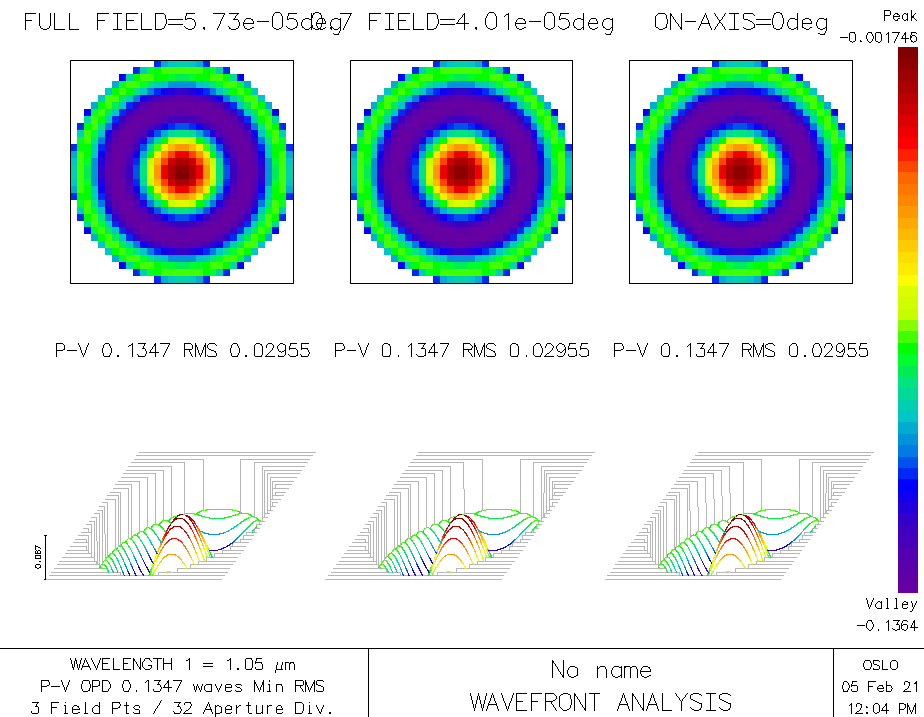 FULL FIELD=5.73e-05deg
0.7 FIELD=4.01e-05deg
ON-AXIS=0deg
Peak
-0.001746
P-V 0.1347 RMS 0.02955
P-V 0.1347 RMS 0.02955
P-V 0.1347 RMS 0.02955
0.067
Valley
-0.1364
WAVELENGTH 1 = 1.05 µm
P-V OPD 0.1347 waves Min RMS
3 Field Pts / 32 Aperture Div.
No name
WAVEFRONT ANALYSIS
OSLO
05 Feb 21
12:04 PM